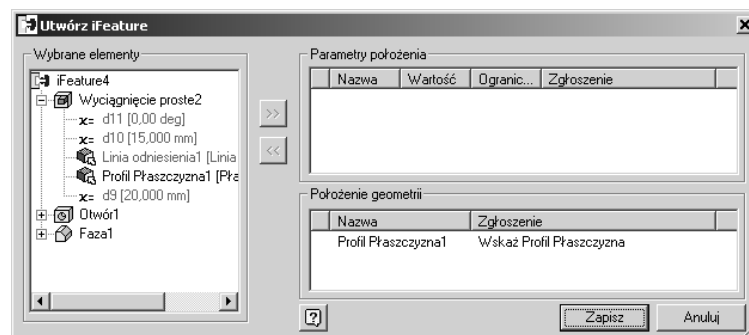 Utwórz iFeature
Wybrane elementy
iFeature4
Wyciągnięcie proste2
x= d11 [0,00 deg]
x= d10 [15,000 mm]
Linia odniesienia1 [Linia
Profil Płaszczyzna1 [Pła
x= d9 [20,000 mm]
Otwór1
Faza1
>>
<<
Parametry położenia
Nazwa Wartość Ogranic... Zgłoszenie
Położenie geometrii
Nazwa Zgłoszenie
Profil Płaszczyzna1 Wskaż Profil Płaszczyzna
?
Zapisz Anuluj